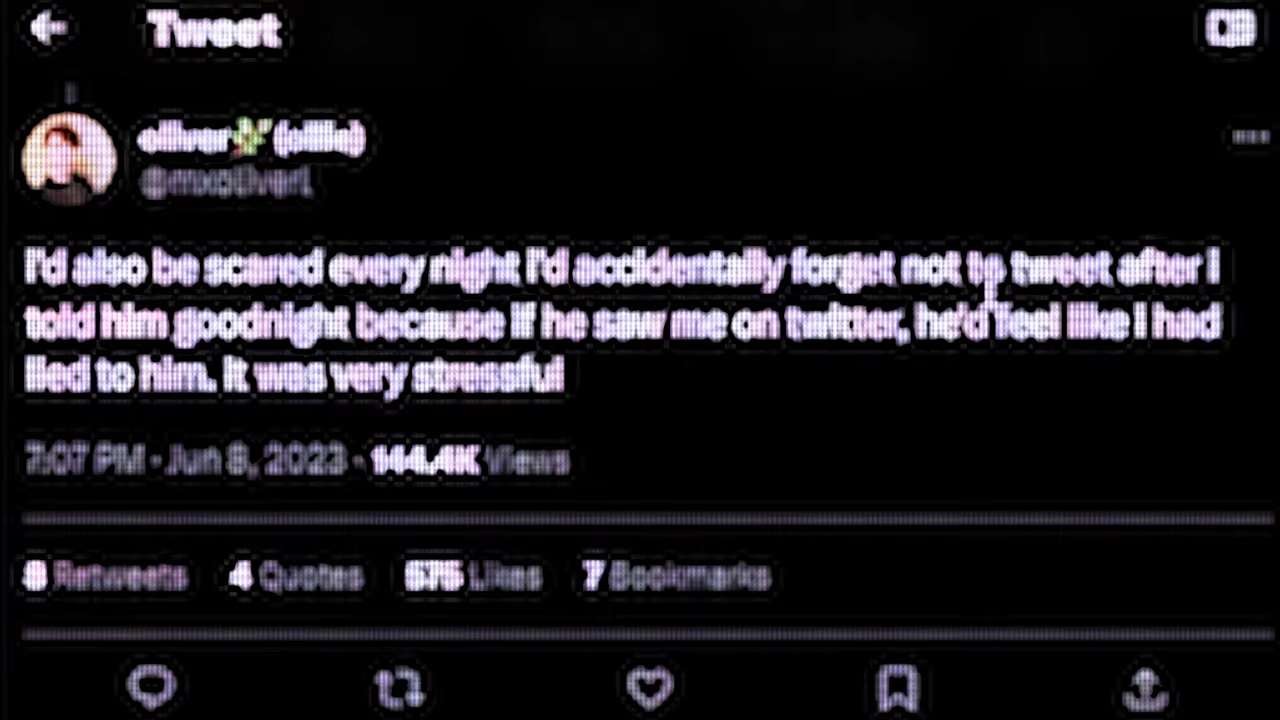 Tweet
oliver (ollie)
I'd also be scared every night I'd accidentally forget not to tweet after I
told him goodnight because if he saw me on twitter, he'd feel like I had
lied to him. It was very stressful
7:07 PM · Jun 8, 2023 · 144.4K Views
8 Retweets 4 Quotes 675 Likes 7 Bookmarks